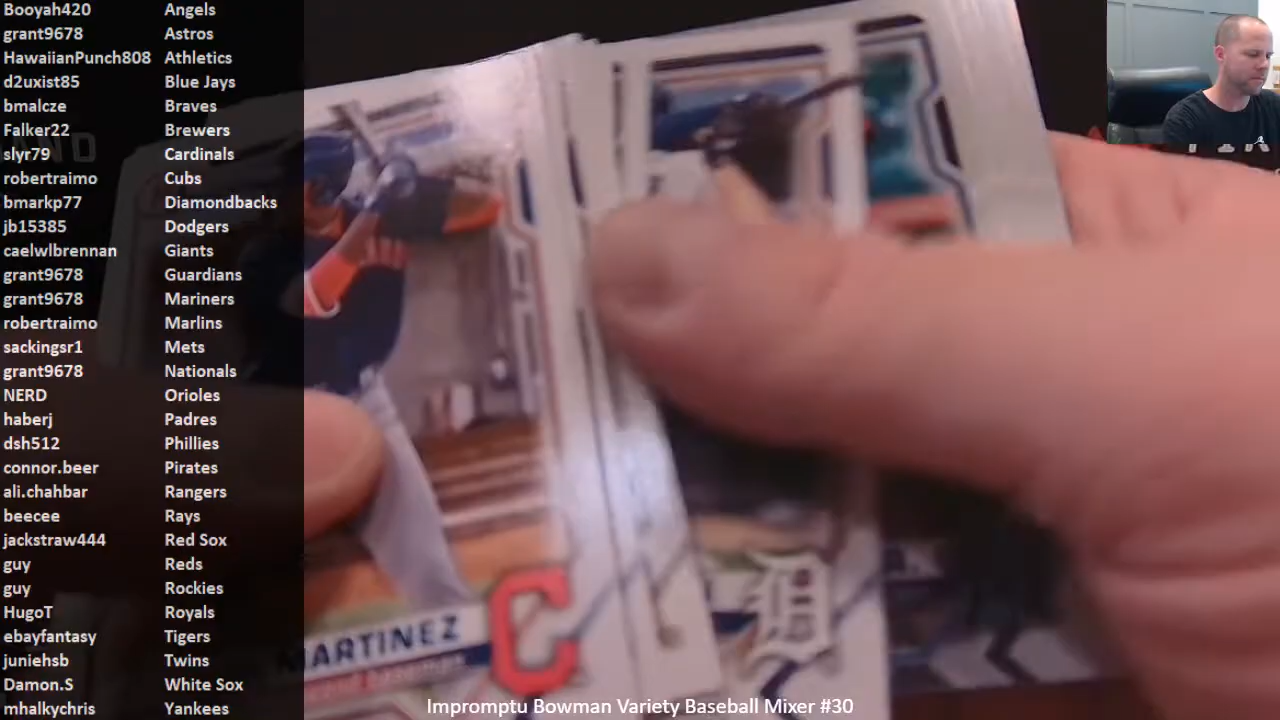 Booyah420 Angels
grant9678 Astros
HawaiianPunch808 Athletics
d2uxist85 Blue Jays
bmalcze Braves
Falker22 Brewers
slyr79 Cardinals
robertraimo Cubs
bmarkp77 Diamondbacks
jb15385 Dodgers
caelwlbrennan Giants
grant9678 Guardians
grant9678 Mariners
robertraimo Marlins
sackingsr1 Mets
grant9678 Nationals
NERD Orioles
haberj Padres
dsh512 Phillies
connor.beer Pirates
ali.chahbar Rangers
beecee Rays
jackstraw444 Red Sox
guy Reds
guy Rockies
HugoT Royals
ebayfantasy Tigers
juniehsb Twins
Damon.S White Sox
mhalkychris Yankees
MARTINEZ
C
D
Impromptu Bowman Variety Baseball Mixer #30